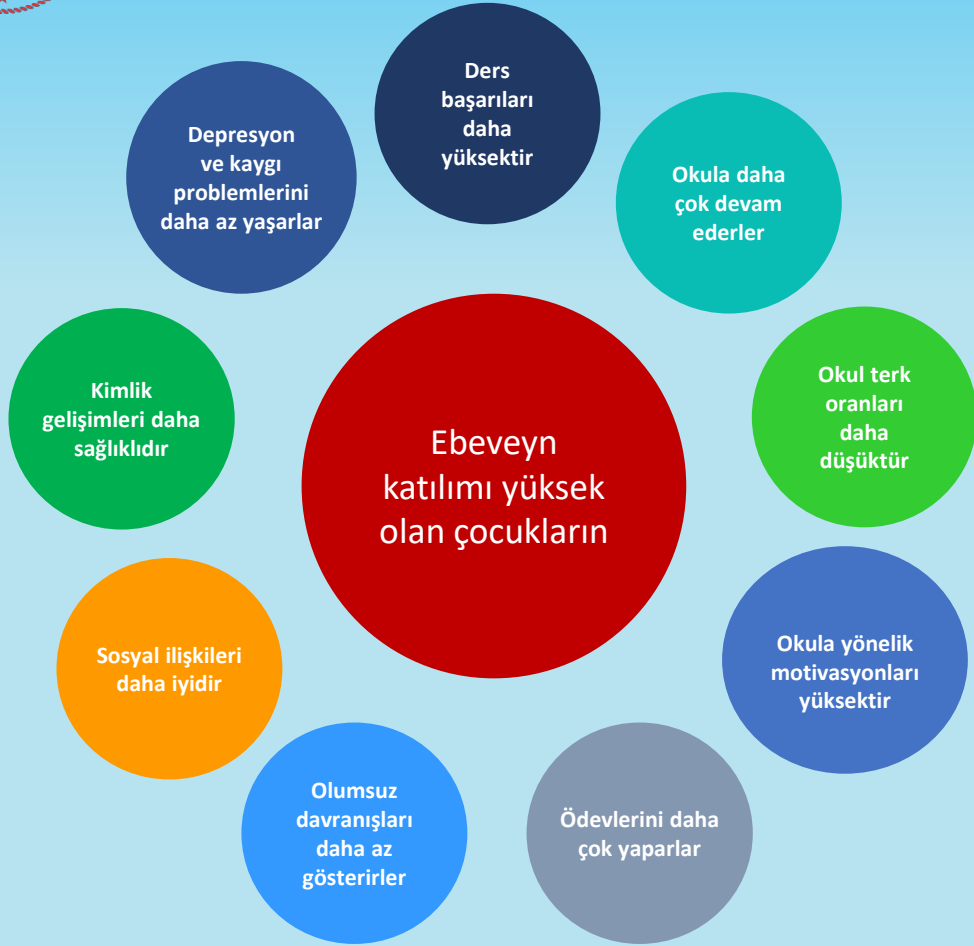 Ders
başarıları
daha
yüksektir
Okula daha
çok devam
ederler
Okul terk
oranları
daha
düşüktür
Okula yönelik
motivasyonları
yüksektir
Ödevlerini daha
çok yaparlar
Olumsuz
davranışları
daha az
gösterirler
Sosyal ilişkileri
daha iyidir
Kimlik
gelişimleri daha
sağlıklıdır
Depresyon
ve kaygı
problemlerini
daha az yaşarlar
Ebeveyn
katılımı yüksek
olan çocukların